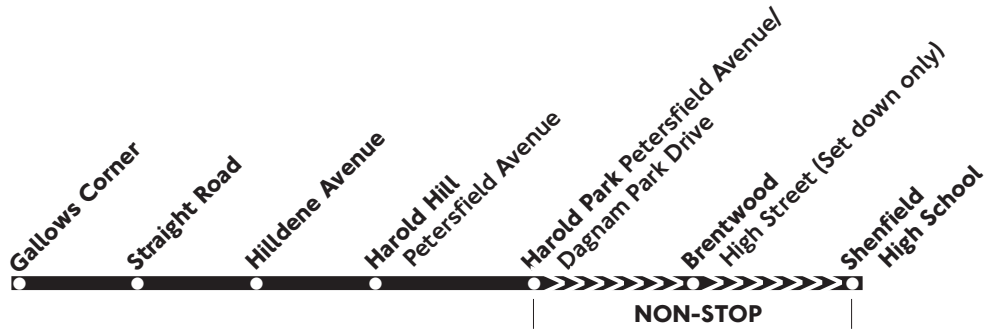 Gallows Corner
Straight Road
Hilldene Avenue
Harold Hill
Petersfield Avenue
Harold Park Petersfield Avenue/
Dagnam Park Drive
Brentwood
High Street (Set down only)
Shenfield
High School
NON-STOP